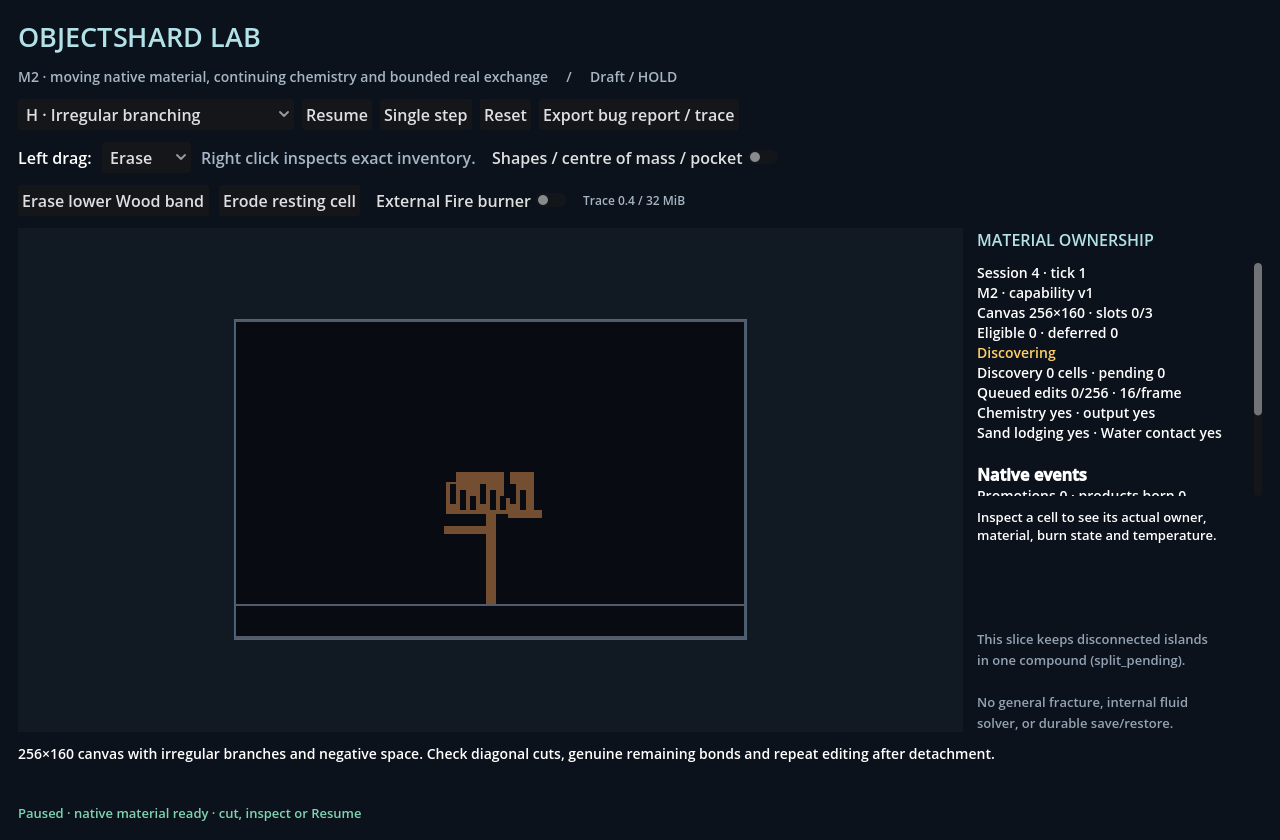 OBJECTSHARD LAB
M2 · moving native material, continuing chemistry and bounded real exchange / Draft / HOLD
H · Irregular branching Resume Single step Reset Export bug report / trace
Left drag: Erase Right click inspects exact inventory. Shapes / centre of mass / pocket
Erase lower Wood band Erode resting cell External Fire burner Trace 0.4 / 32 MiB
MATERIAL OWNERSHIP
Session 4 · tick 1
M2 · capability v1
Canvas 256×160 · slots 0/3
Eligible 0 · deferred 0
Discovering
Discovery 0 cells · pending 0
Queued edits 0/256 · 16/frame
Chemistry yes · output yes
Sand lodging yes · Water contact yes
Native events
Promotions 0 · products born 0
Inspect a cell to see its actual owner,
material, burn state and temperature.
This slice keeps disconnected islands
in one compound (split_pending).
No general fracture, internal fluid
solver, or durable save/restore.
256×160 canvas with irregular branches and negative space. Check diagonal cuts, genuine remaining bonds and repeat editing after detachment.
Paused · native material ready · cut, inspect or Resume